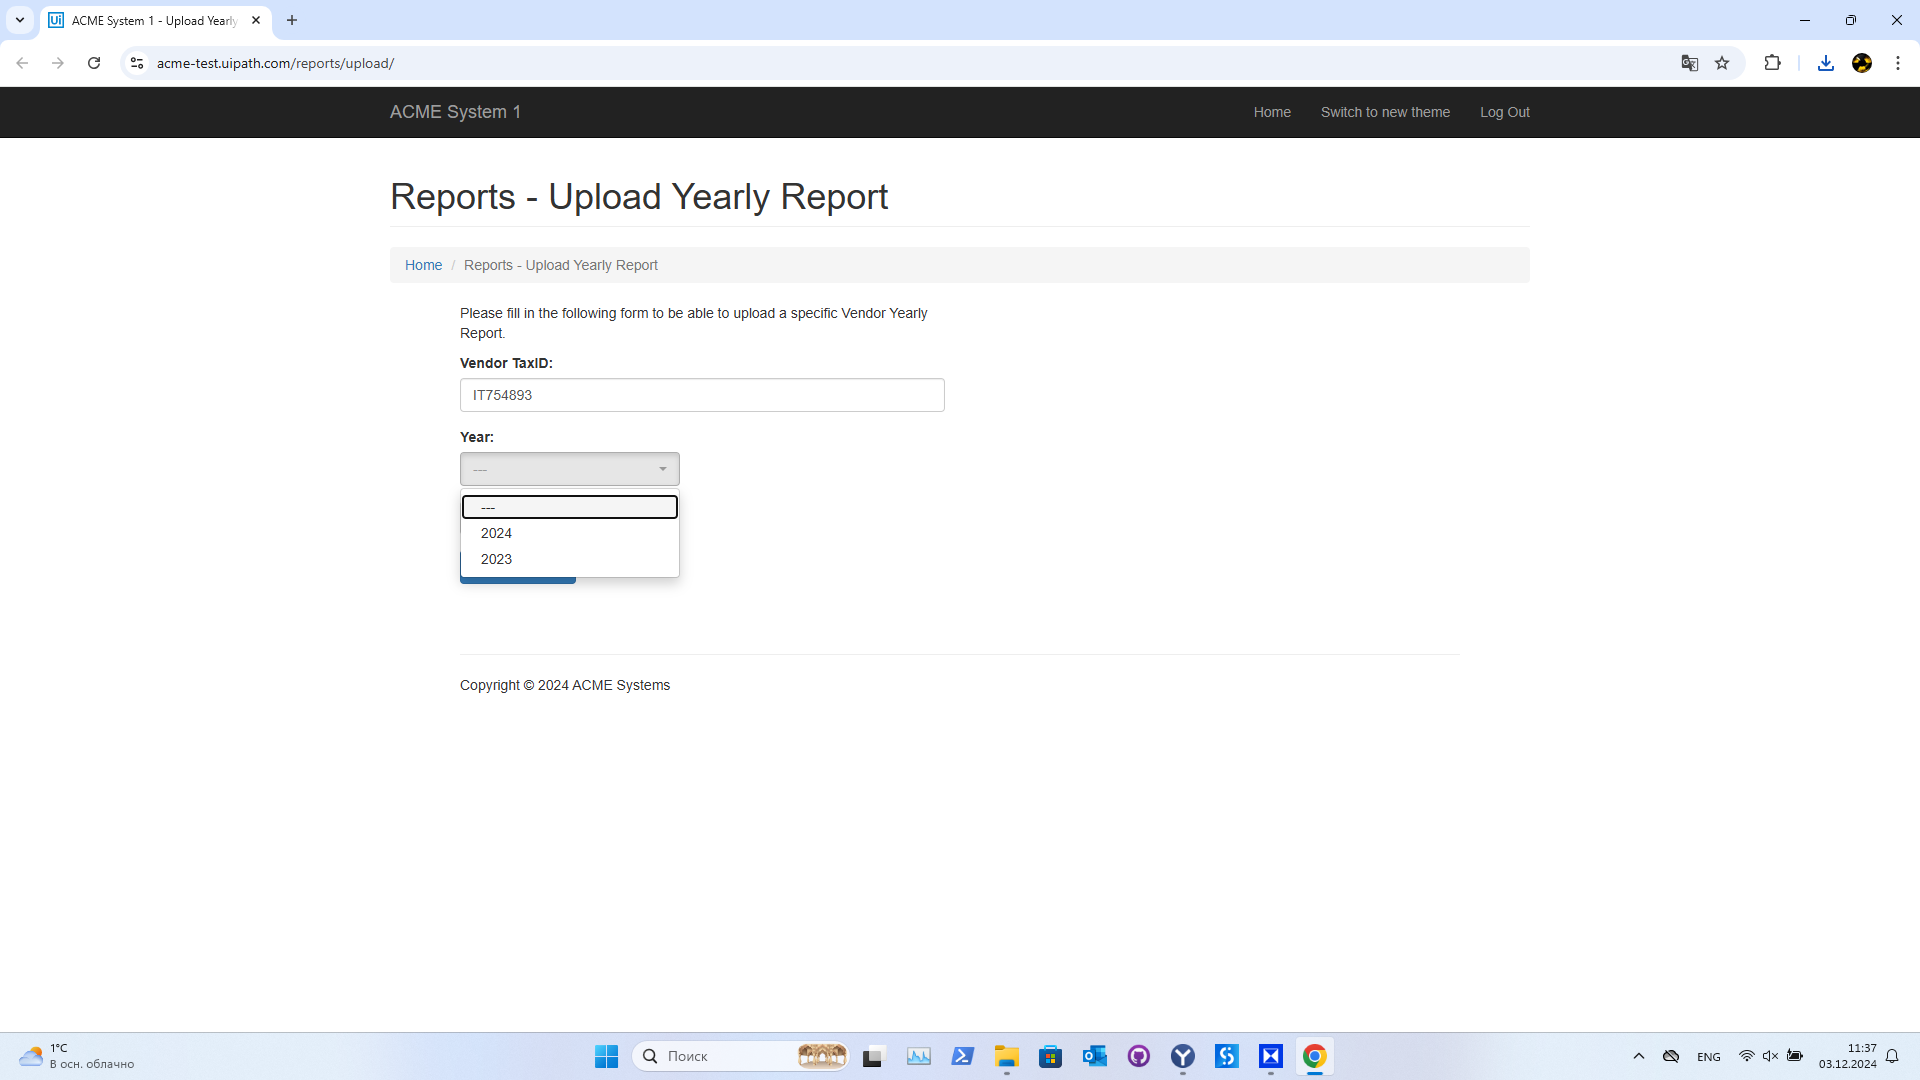 ACME System 1 - Upload Yearly
acme-test.uipath.com/reports/upload/
ACME System 1
Home
Switch to new theme
Log Out
Reports - Upload Yearly Report
Home / Reports - Upload Yearly Report
Please fill in the following form to be able to upload a specific Vendor Yearly
Report.
Vendor TaxID:
IT754893
Year:
---
---
2024
2023
Copyright © 2024 ACME Systems
1°C
В осн. облачно
Поиск
ENG
11:37
03.12.2024